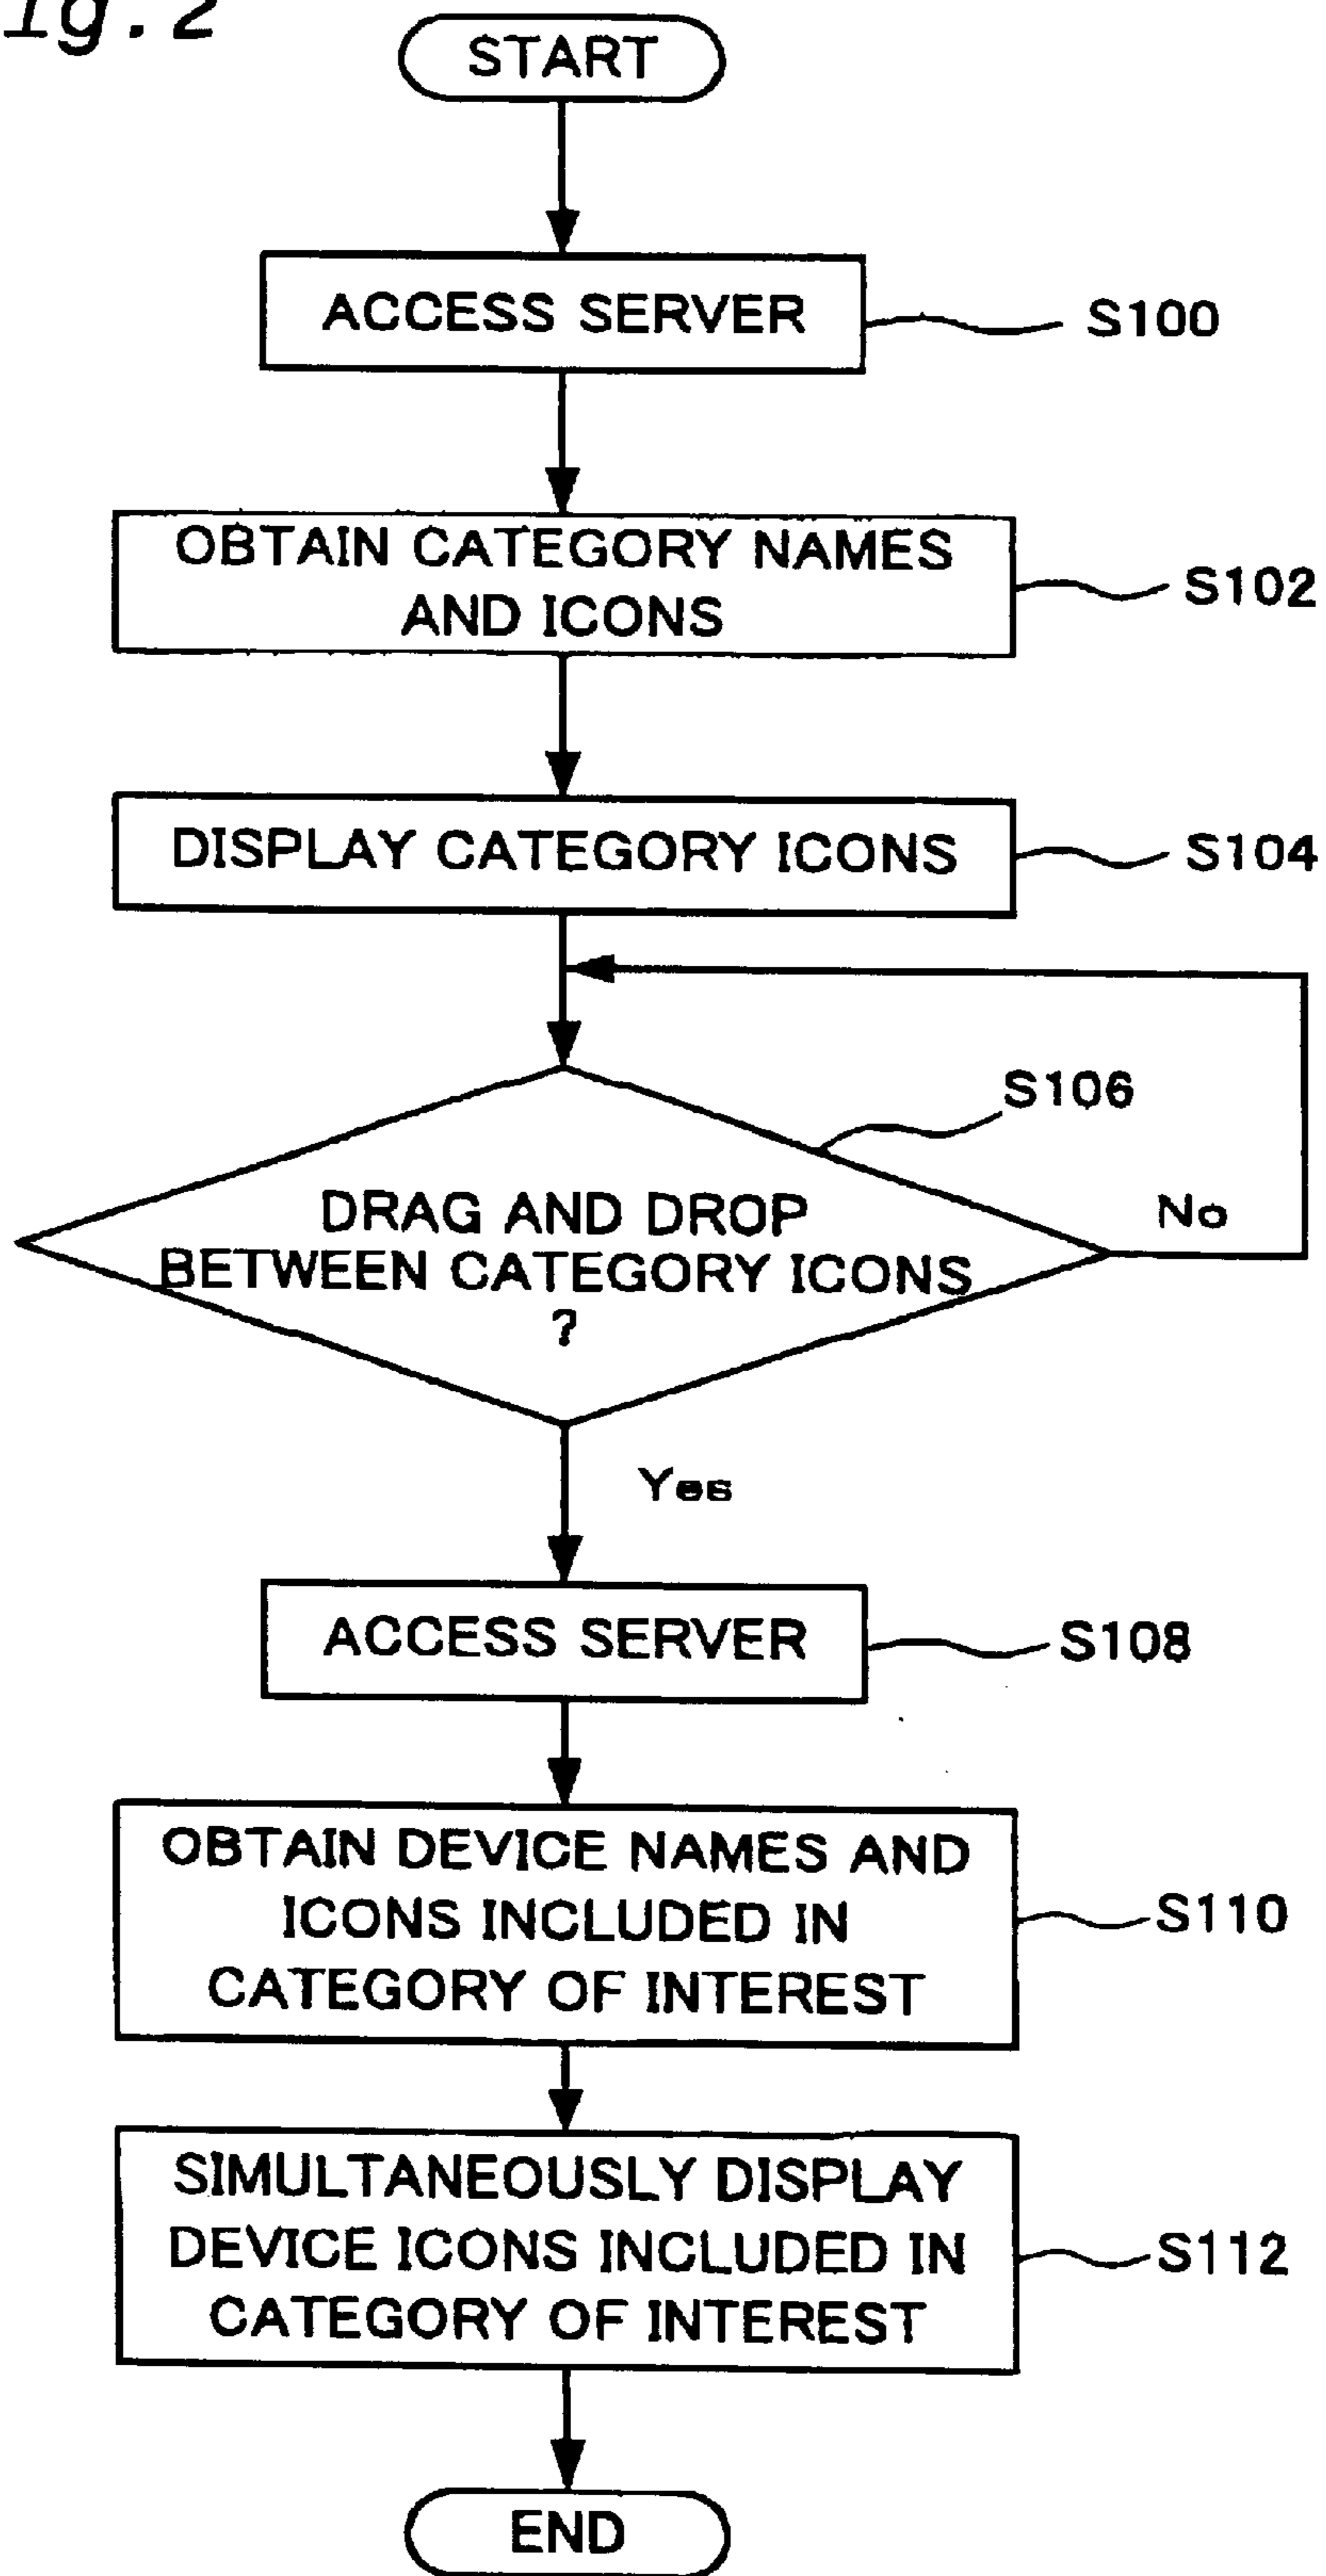 ig. 2
START
ACCESS SERVER
S100
OBTAIN CATEGORY NAMES
AND ICONS
S102
DISPLAY CATEGORY ICONS
S104
S106
DRAG AND DROP
BETWEEN CATEGORY ICONS
?
No
Yes
ACCESS SERVER
S108
OBTAIN DEVICE NAMES AND
ICONS INCLUDED IN
CATEGORY OF INTEREST
S110
SIMULTANEOUSLY DISPLAY
DEVICE ICONS INCLUDED IN
CATEGORY OF INTEREST
S112
END